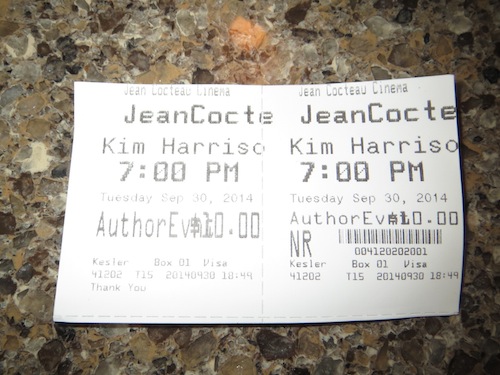 Jean Cocteau Cinema
JeanCocte
Kim Harriso
7:00 PM
Tuesday Sep 30, 2014
AuthorEv $10.00
Kesler Box 01 Visa
41202 T15 20140930 18:49
Thank You
Jean Cocteau Cinema
JeanCocte
Kim Harriso
7:00 PM
Tuesday Sep 30, 2014
AuthorEv $10.00
NR
004120202001
Kesler Box 01 Visa
41202 T15 20140930 18:49